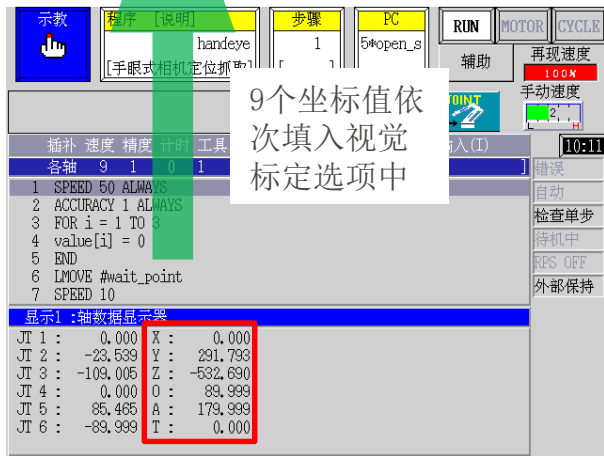 示教
程序 [说明]
步骤
PC
RUN
MOTOR
CYCLE
handeye
1
5*open_s
[手眼式相机定位抓取]
[ ]
辅助
再现速度
100%
手动速度
2
L H
POINT
9个坐标值依
次填入视觉
标定选项中
插补 速度 精度 计时 工具
输入(I)
10:11
各轴 9 1 0 1
]
错误
1 SPEED 50 ALWAYS
自动
2 ACCURACY 1 ALWAYS
3 FOR i = 1 TO 3
检查单步
4 value[i] = 0
待机中
5 END
RPS OFF
6 LMOVE #wait_point
外部保持
7 SPEED 10
显示1 :轴数据显示器
JT 1 : 0.000 X : 0.000
JT 2 : -23.539 Y : 291.793
JT 3 : -109.005 Z : -532.690
JT 4 : 0.000 O : 89.999
JT 5 : 85.465 A : 179.999
JT 6 : -89.999 T : 0.000